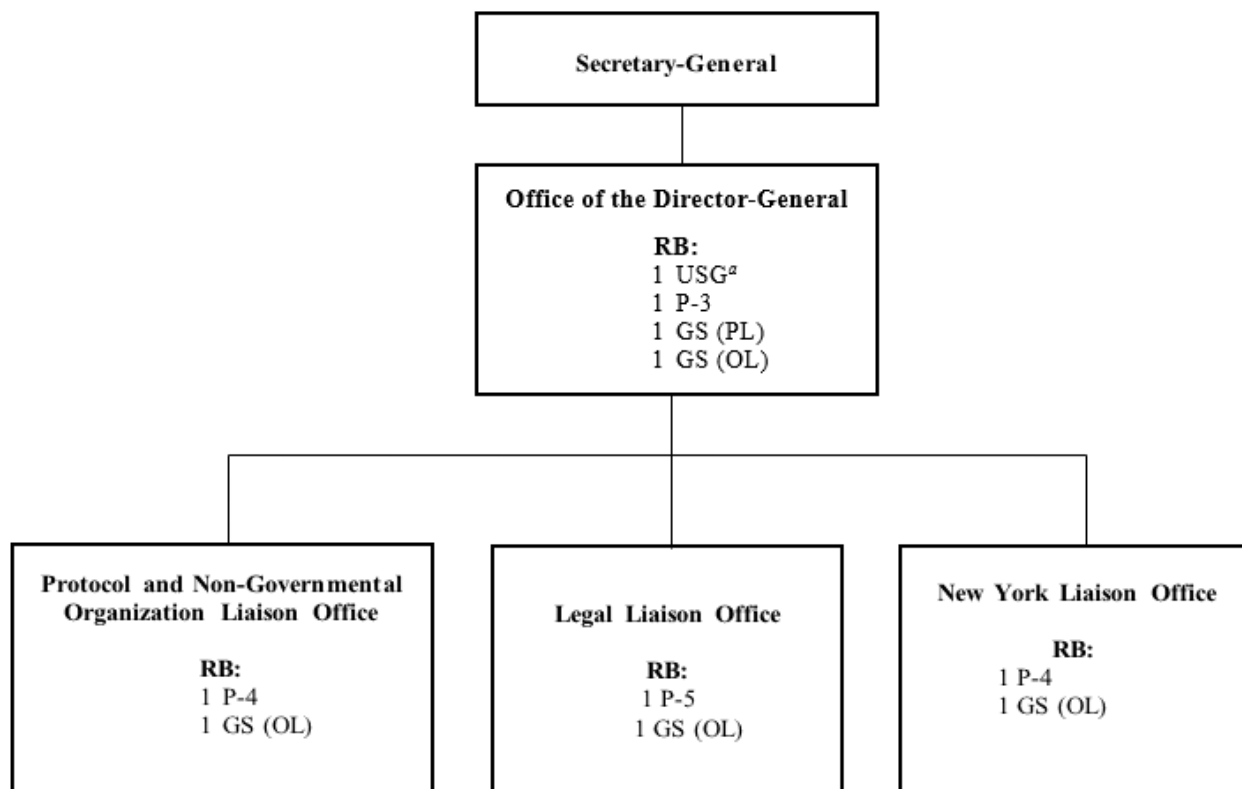 Secretary-General
Office of the Director-General
RB:
1 USGᵃ
1 P-3
1 GS (PL)
1 GS (OL)
Protocol and Non-Governmental
Organization Liaison Office
RB:
1 P-4
1 GS (OL)
Legal Liaison Office
RB:
1 P-5
1 GS (OL)
New York Liaison Office
RB:
1 P-4
1 GS (OL)